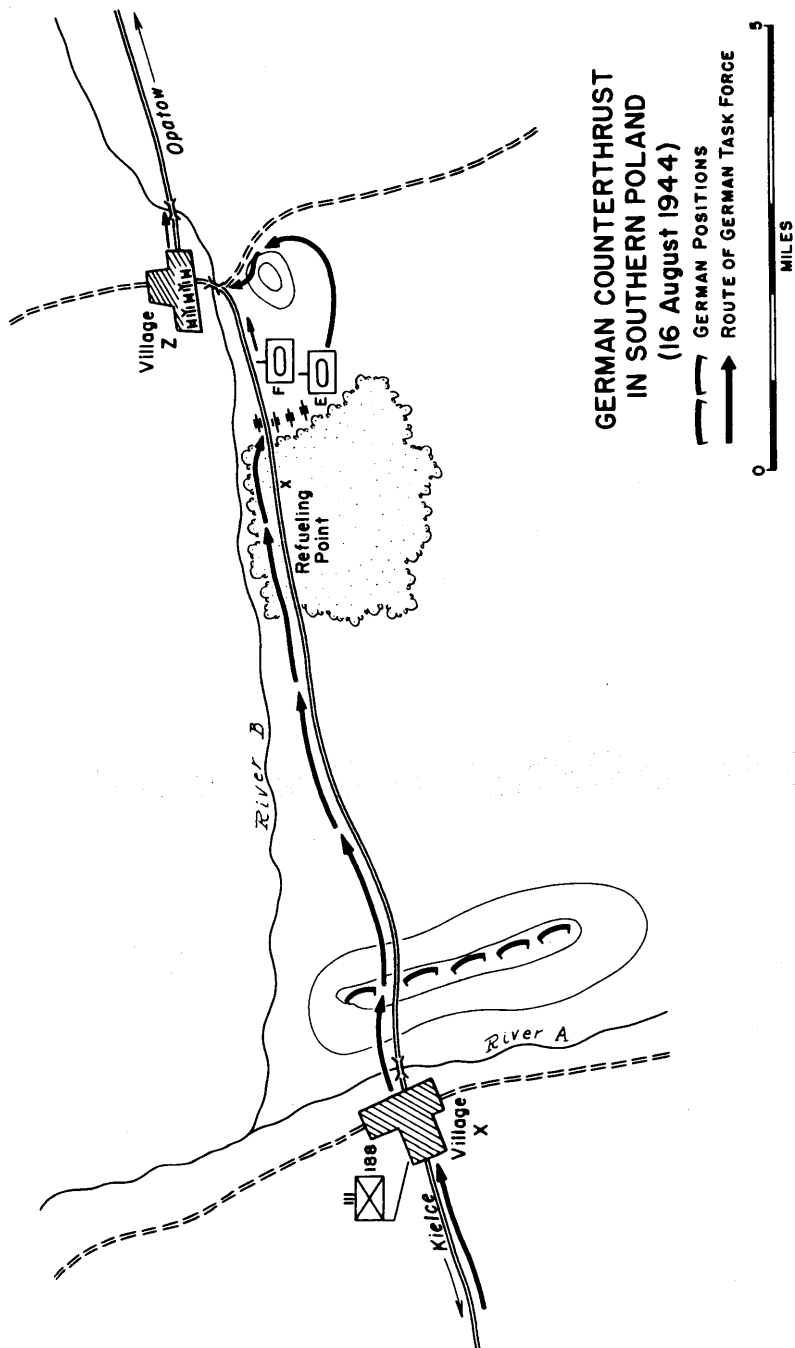 GERMAN COUNTERTHRUST
IN SOUTHERN POLAND
(16 August 1944)
GERMAN POSITIONS
ROUTE OF GERMAN TASK FORCE
0
5
MILES
Kielce
188
III
Village
X
River A
River B
Refueling
Point
X
E
F
Village
Z
Opatow